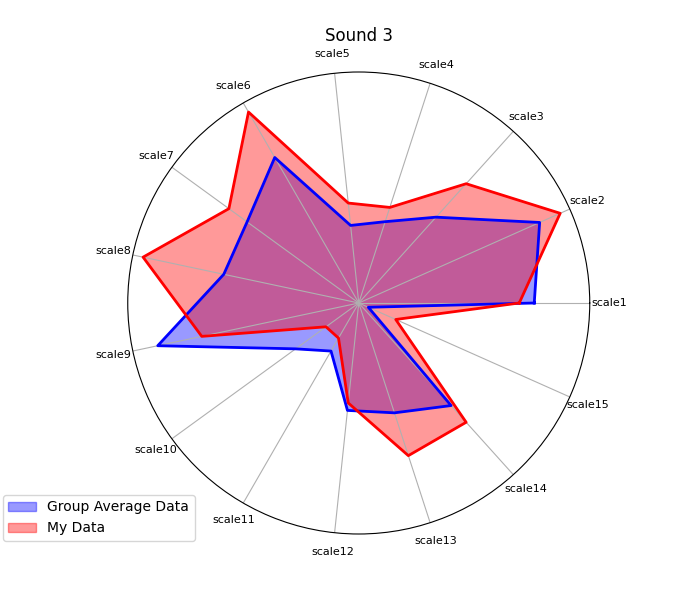 Sound 3
scale5
scale4
scale6
scale3
scale7
scale2
scale8
scale1
scale9
scale15
scale10
scale14
scale11
scale13
scale12
Group Average Data
My Data